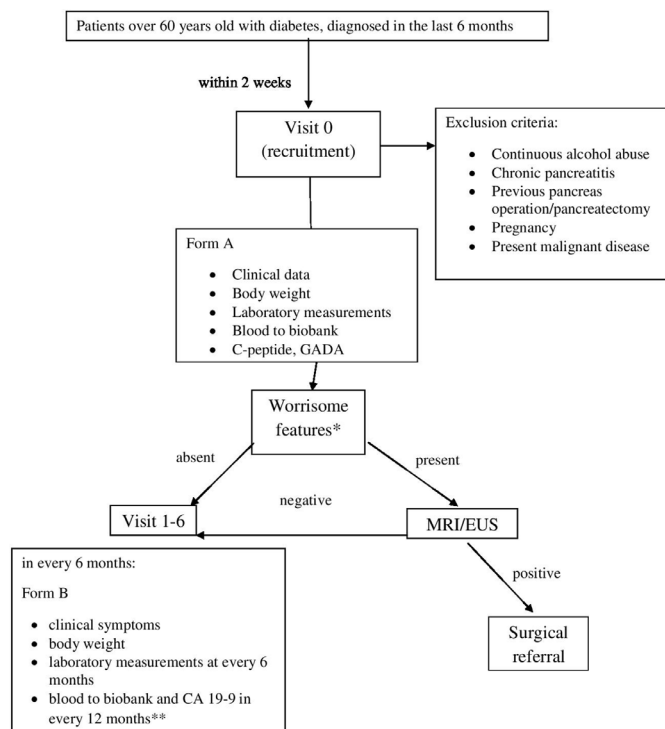 Patients over 60 years old with diabetes, diagnosed in the last 6 months
within 2 weeks
Visit 0
(recruitment)
Exclusion criteria:
• Continuous alcohol abuse
• Chronic pancreatitis
• Previous pancreas
operation/pancreatectomy
• Pregnancy
• Present malignant disease
Form A
• Clinical data
• Body weight
• Laboratory measurements
• Blood to biobank
• C-peptide, GADA
Worrisome
features*
absent
present
negative
Visit 1-6
MRI/EUS
in every 6 months:
Form B
• clinical symptoms
• body weight
• laboratory measurements at every 6
months
• blood to biobank and CA 19-9 in
every 12 months**
positive
Surgical
referral